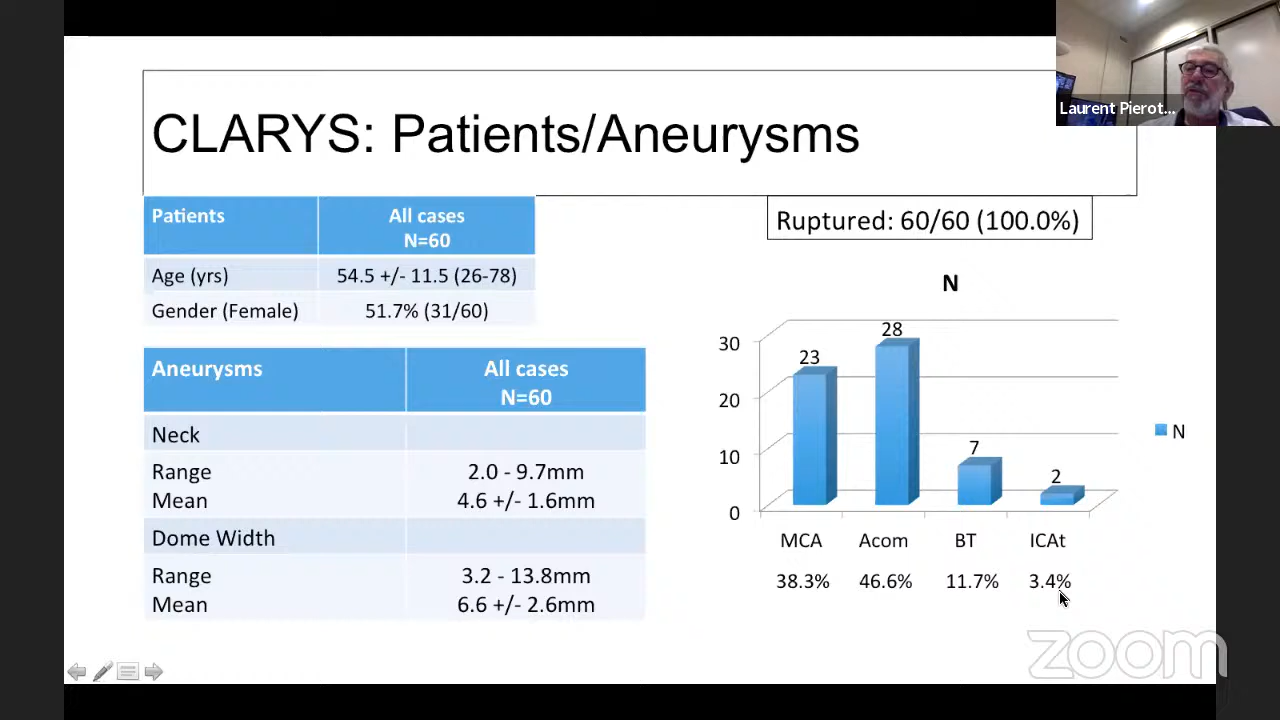 Laurent Pierot...
CLARYS: Patients/Aneurysms
Patients
All cases
N=60
Age (yrs)
54.5 +/- 11.5 (26-78)
Gender (Female)
51.7% (31/60)
Aneurysms
All cases
N=60
Neck
Range
2.0 - 9.7mm
Mean
4.6 +/- 1.6mm
Dome Width
Range
3.2 - 13.8mm
Mean
6.6 +/- 2.6mm
Ruptured: 60/60 (100.0%)
N
30
20
10
0
23
28
7
2
MCA
Acom
BT
ICAt
38.3%
46.6%
11.7%
3.4%
N
zoom